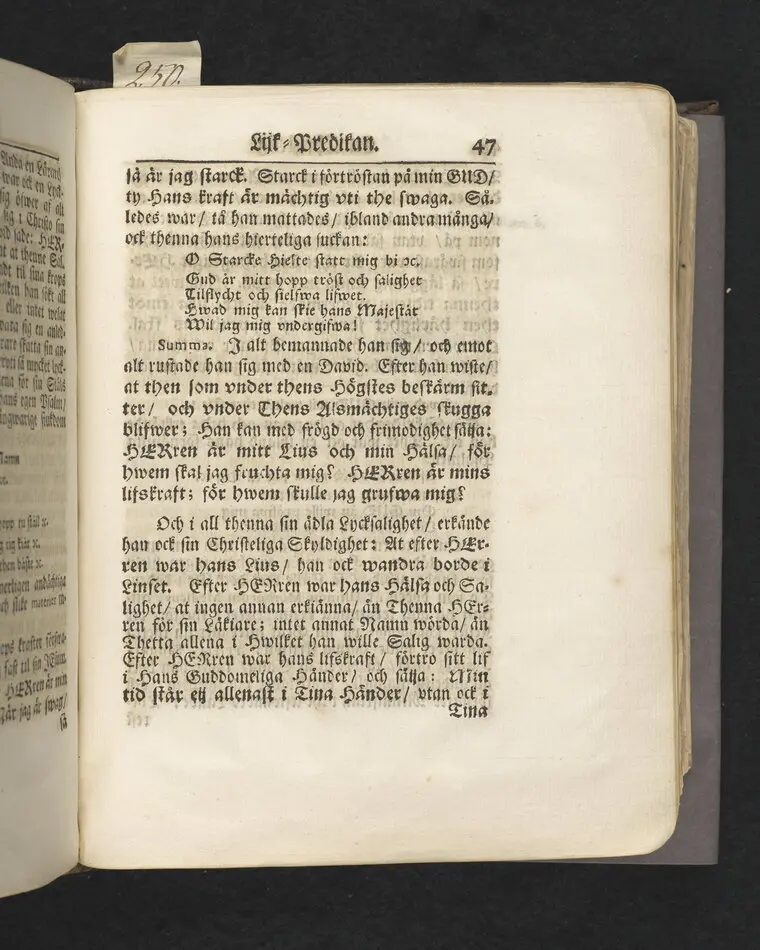 250.
Lijk-Predikan. 47
så är jag starck. Starck i förtröstan på min GUD/
ty Hans kraft är mächtig vti the swaga. Så-
ledes war/ tå han mattades/ ibland andra många/
ock thenna hans hierteliga suckan:
O Starcke Hielte statt mig bi ꝛc.
Gud är mitt hopp tröst och salighet
Tilflycht och sielfwa lifwet.
Hwad mig kan skie hans Majestät
Wil jag mig vndergifwa!
Summa. I alt bemannade han sig/ och emot
alt rustade han sig med en David. Efter han wiste/
at then som vnder thens Högstes beskärm sit-
ter/ och vnder Thens Alsmächtiges skugga
blifwer; Han kan med frögd och frimodighet säija:
HERren är mitt Lius och min Hälsa/ för
hwem skal jag fruchta mig? HERren är mins
lifskraft; för hwem skulle jag grufwa mig?
Och i all thenna sin ädla Lycksalighet/ erkände
han ock sin Christeliga Skyldighet: At efter HEr-
ren war hans Lius/ han ock wandra borde i
Linset. Efter HERren war hans Hälsa och Sa-
lighet/ at ingen annan erkiänna/ än Thenna HEr-
ren för sin Läkiare; intet annat Namn wörda/ än
Thetta allena i Hwilket han wille Salig warda.
Efter HERren war hans lifskraft/ förtro sitt lif
i Hans Guddomeliga Händer/ och säija: Min
tid står eij allenast i Tina Händer/ vtan ock i
Tina